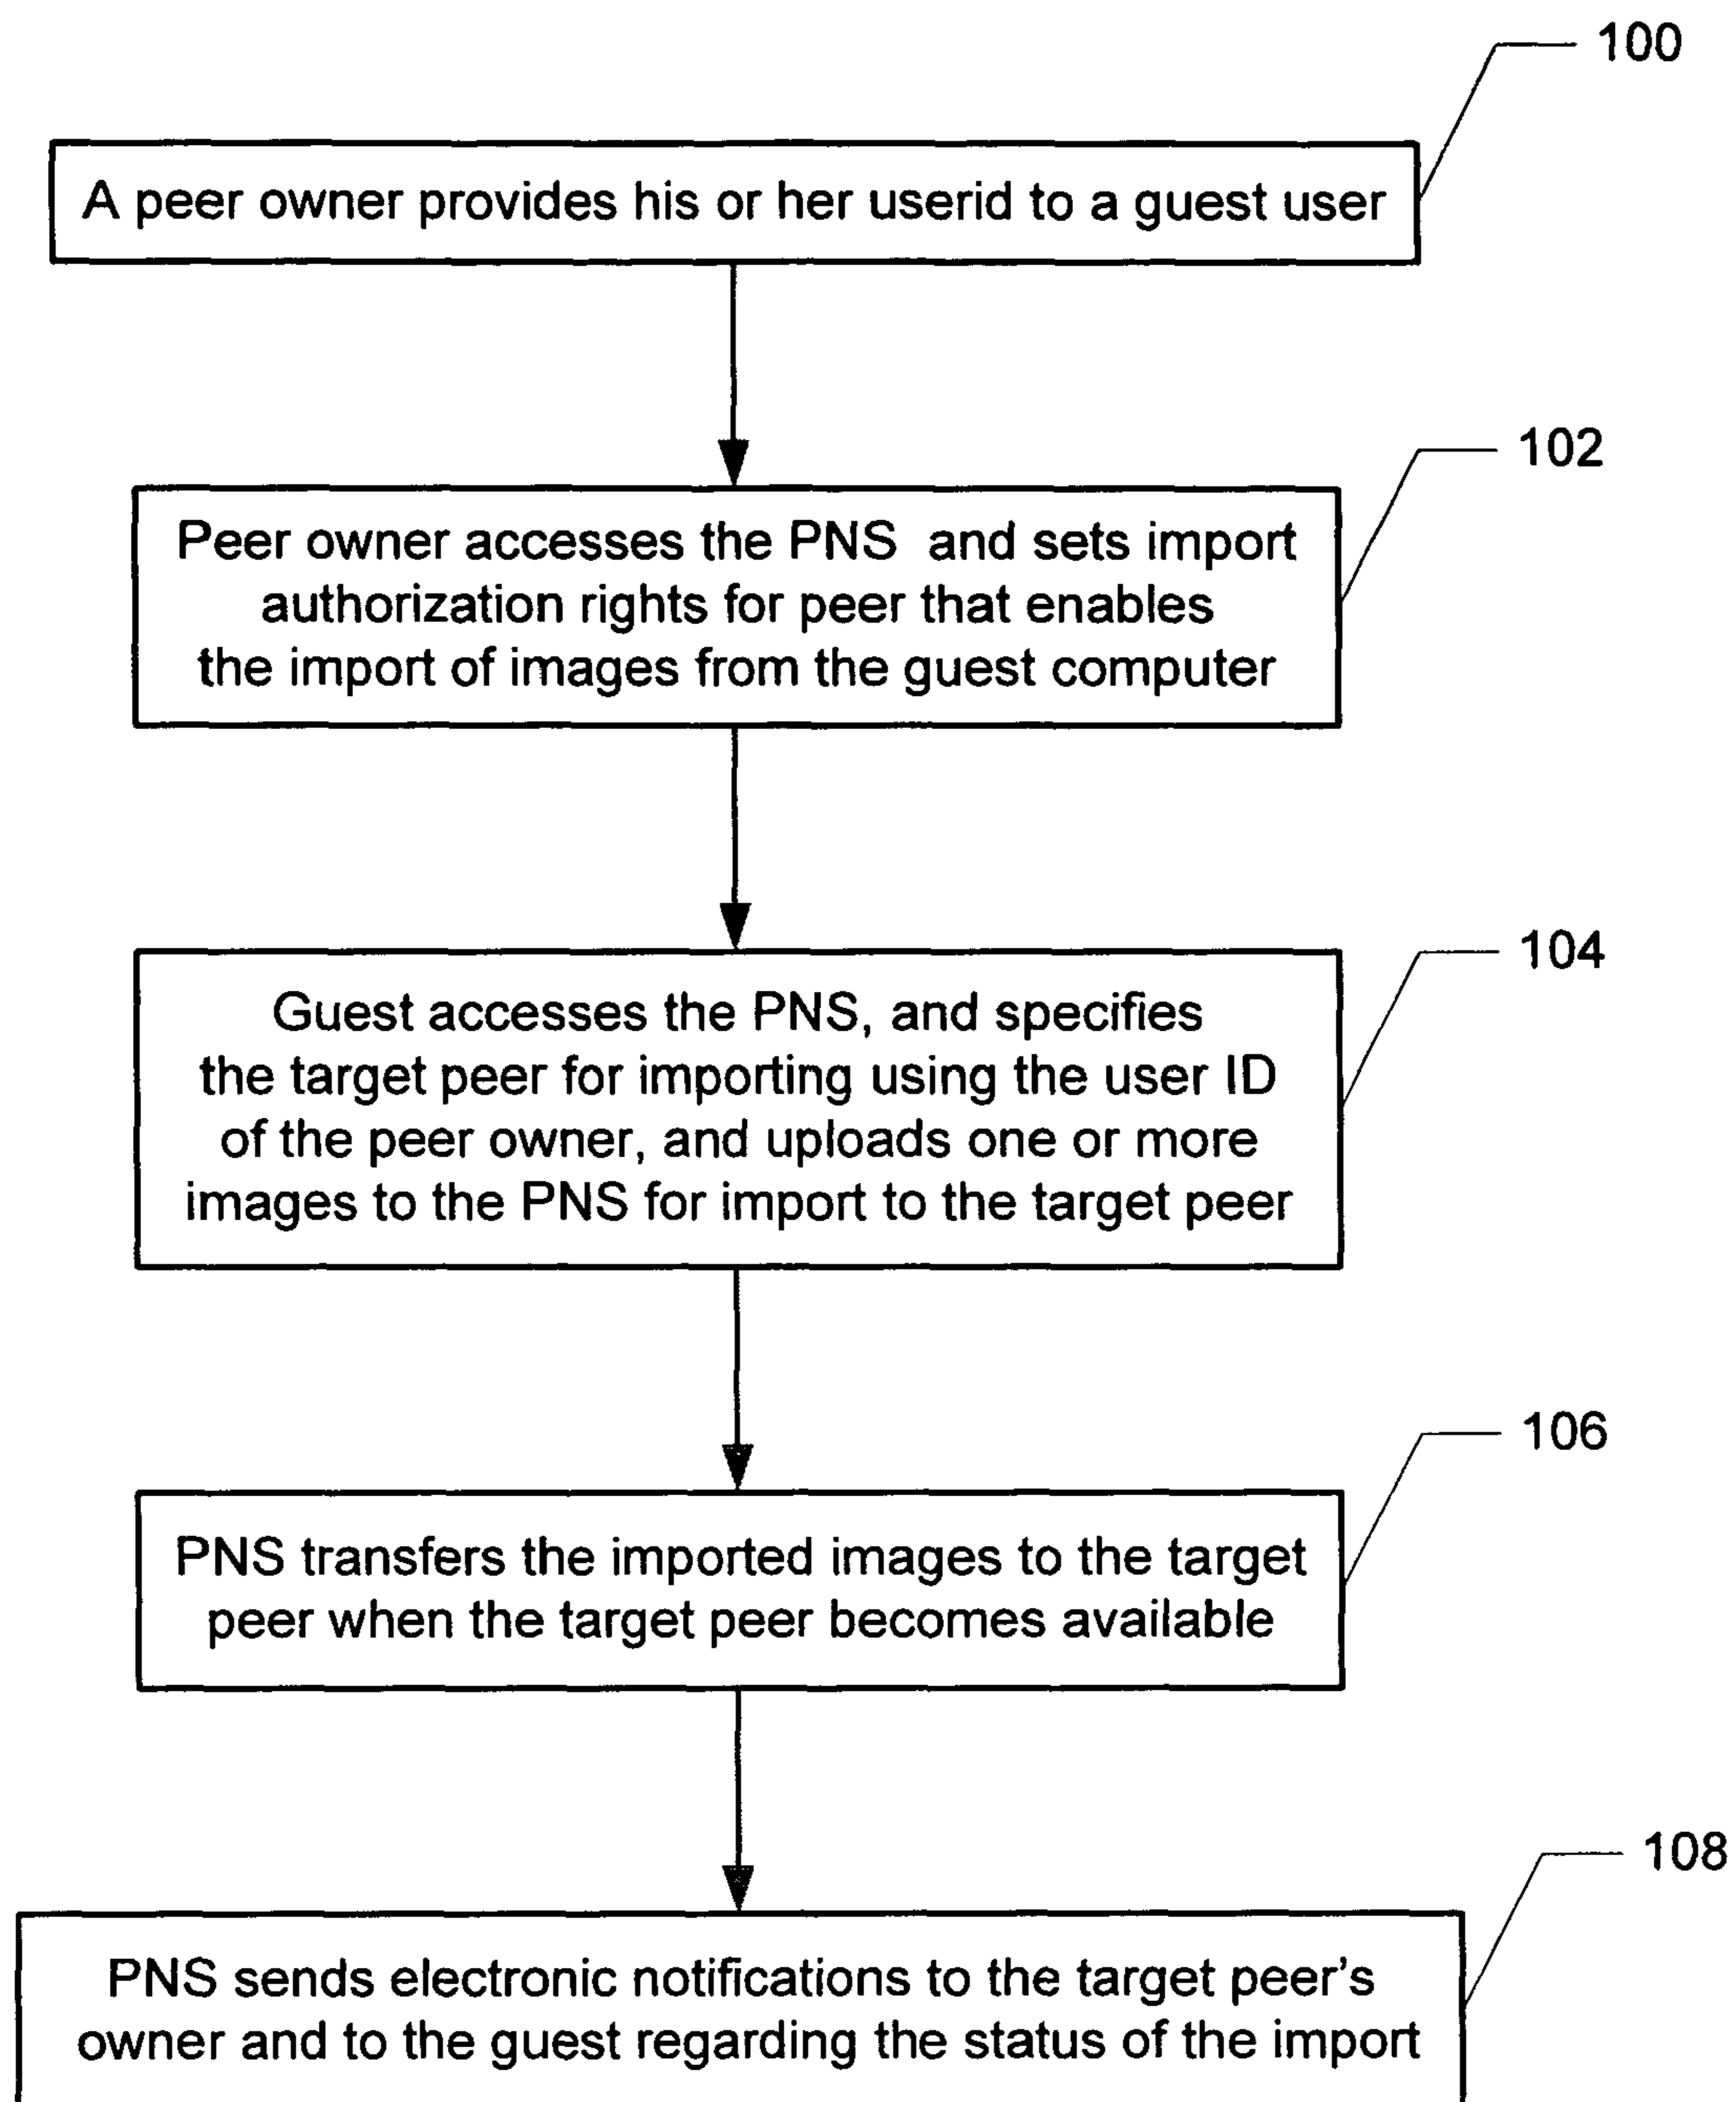 100
A peer owner provides his or her userid to a guest user
102
Peer owner accesses the PNS and sets import
authorization rights for peer that enables
the import of images from the guest computer
104
Guest accesses the PNS, and specifies
the target peer for importing using the user ID
of the peer owner, and uploads one or more
images to the PNS for import to the target peer
106
PNS transfers the imported images to the target
peer when the target peer becomes available
108
PNS sends electronic notifications to the target peer's
owner and to the guest regarding the status of the import